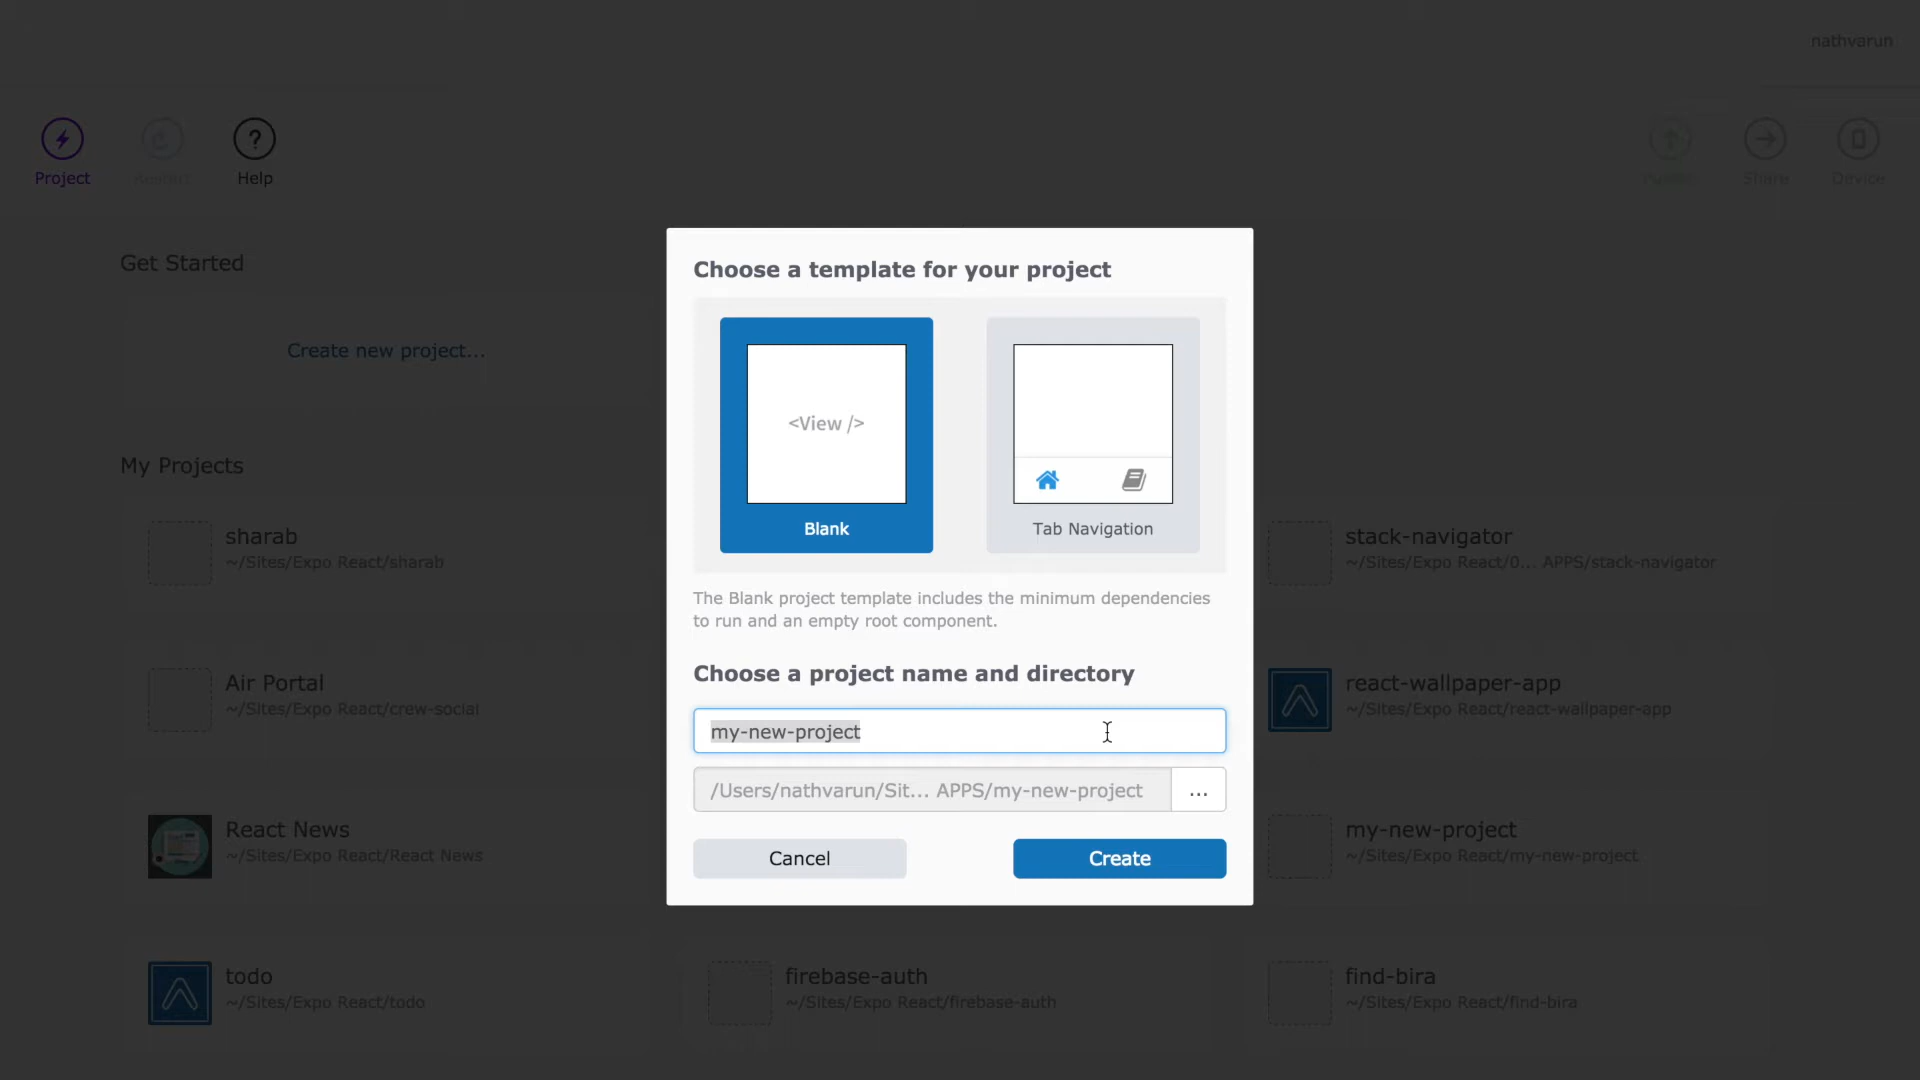 nathvarun
Project
Restart
Help
Publish
Share
Device
Get Started
Create new project...
My Projects
sharab
~/Sites/Expo React/sharab
stack-navigator
~/Sites/Expo React/0... APPS/stack-navigator
Air Portal
~/Sites/Expo React/crew-social
react-wallpaper-app
~/Sites/Expo React/react-wallpaper-app
React News
~/Sites/Expo React/React News
my-new-project
~/Sites/Expo React/my-new-project
todo
~/Sites/Expo React/todo
firebase-auth
~/Sites/Expo React/firebase-auth
find-bira
~/Sites/Expo React/find-bira
Choose a template for your project
<View />
Blank
Tab Navigation
The Blank project template includes the minimum dependencies
to run and an empty root component.
Choose a project name and directory
my-new-project
/Users/nathvarun/Sit... APPS/my-new-project
...
Cancel
Create